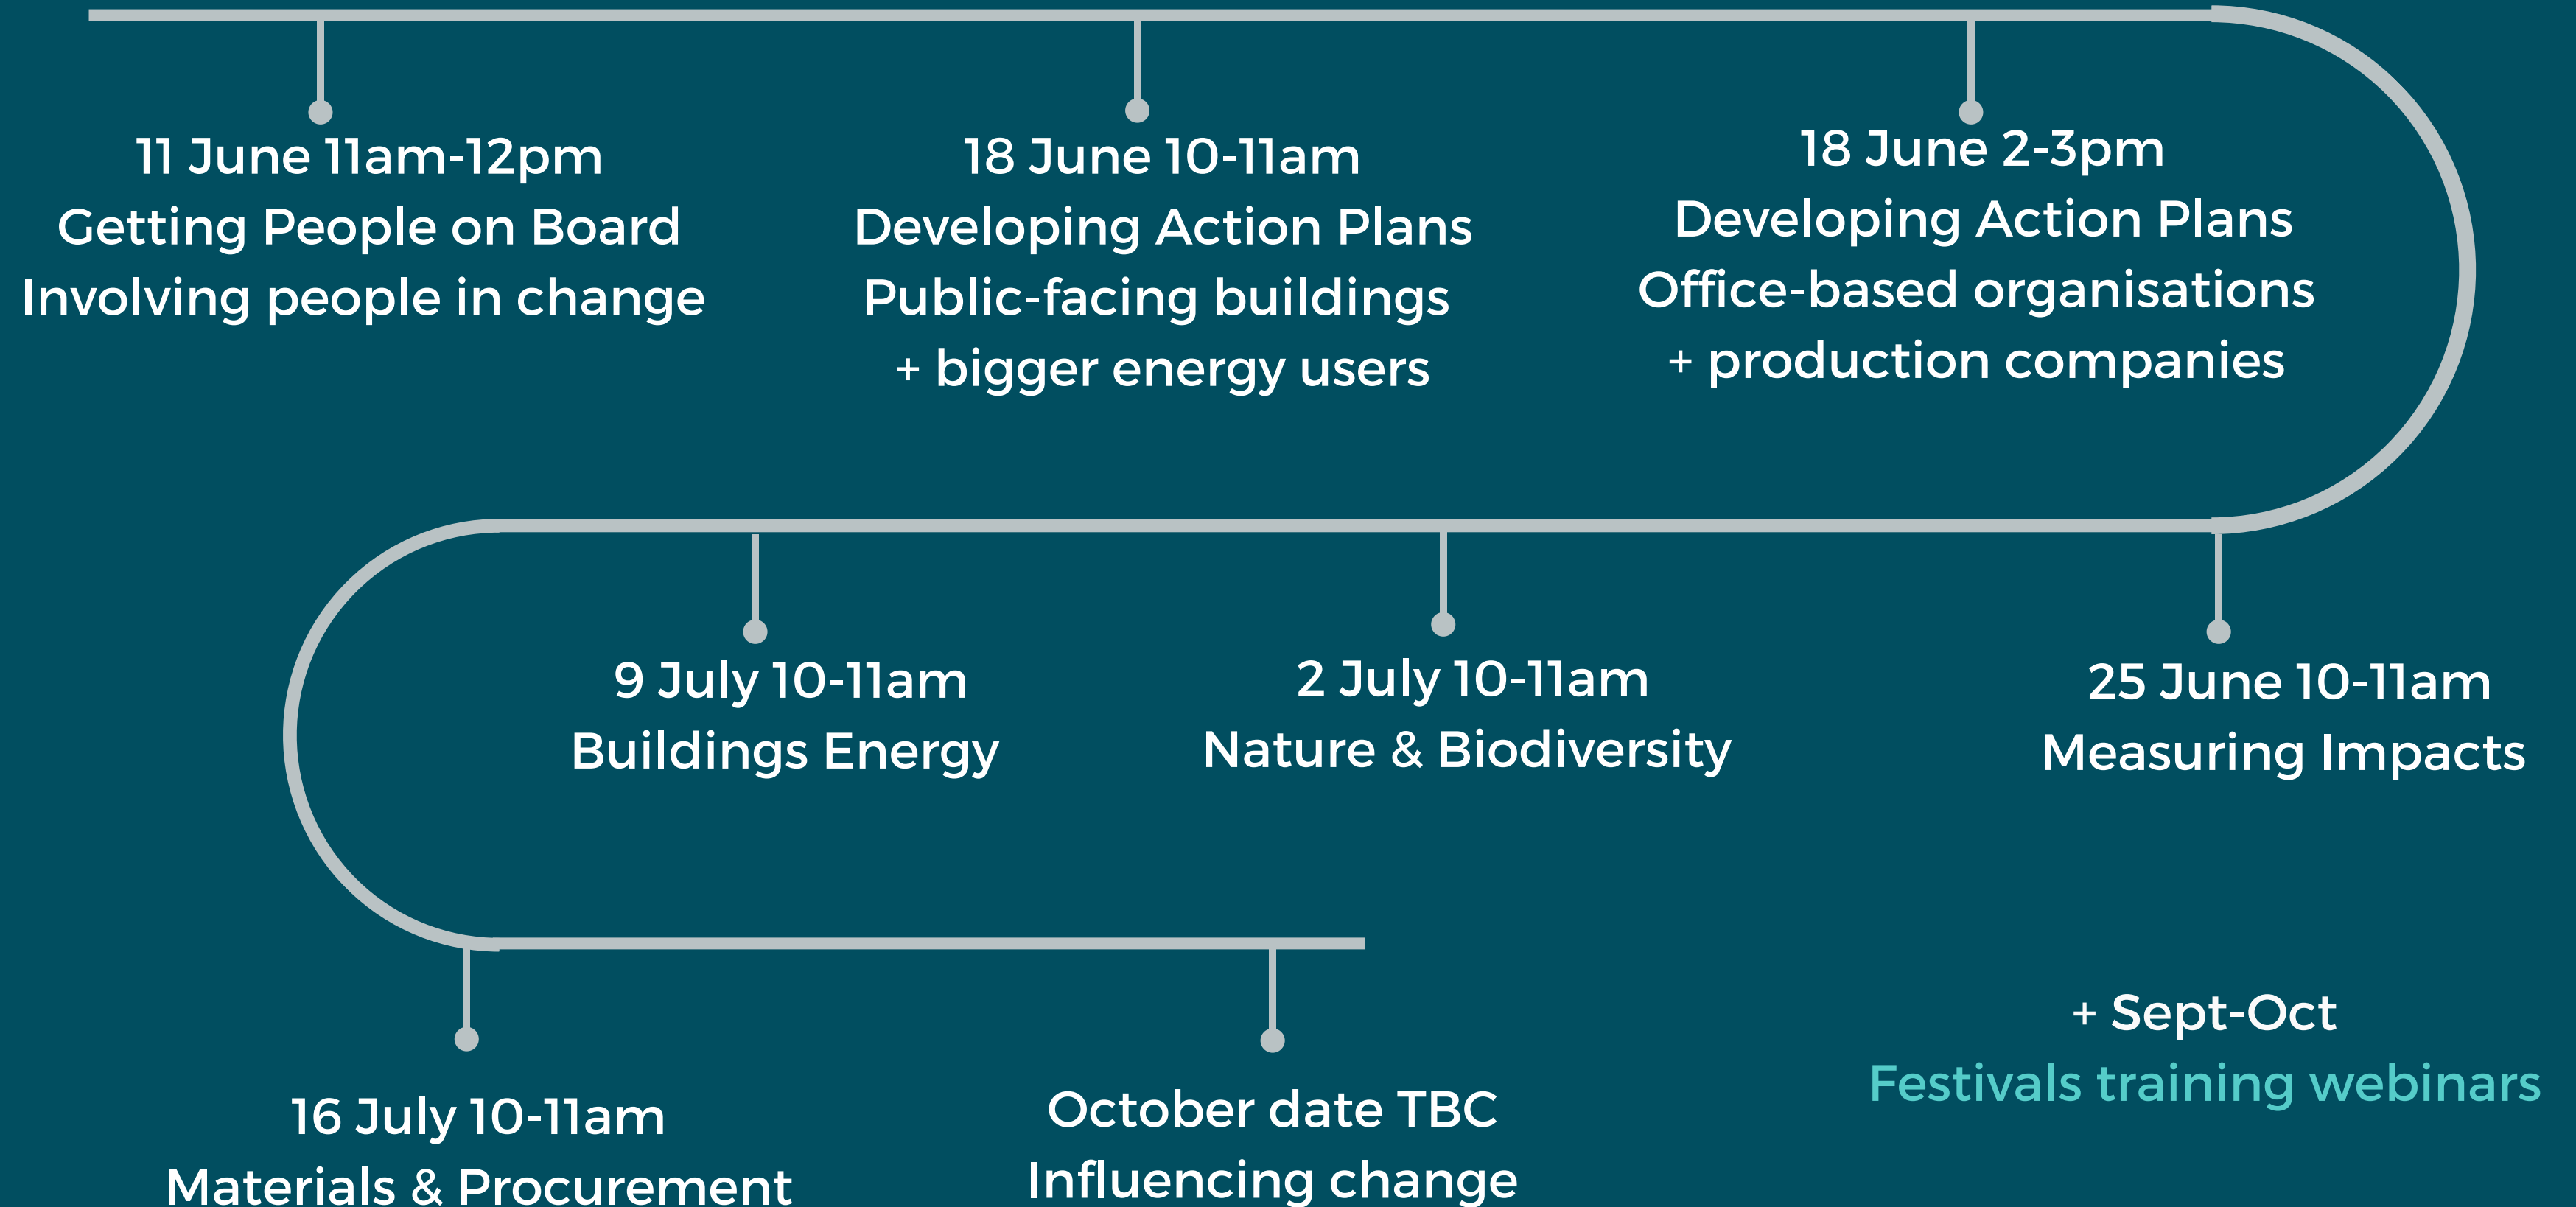 11 June 11am-12pm
Getting People on Board
Involving people in change
18 June 10-11am
Developing Action Plans
Public-facing buildings
+ bigger energy users
18 June 2-3pm
Developing Action Plans
Office-based organisations
+ production companies
25 June 10-11am
Measuring Impacts
2 July 10-11am
Nature & Biodiversity
9 July 10-11am
Buildings Energy
16 July 10-11am
Materials & Procurement
October date TBC
Influencing change
+ Sept-Oct
Festivals training webinars